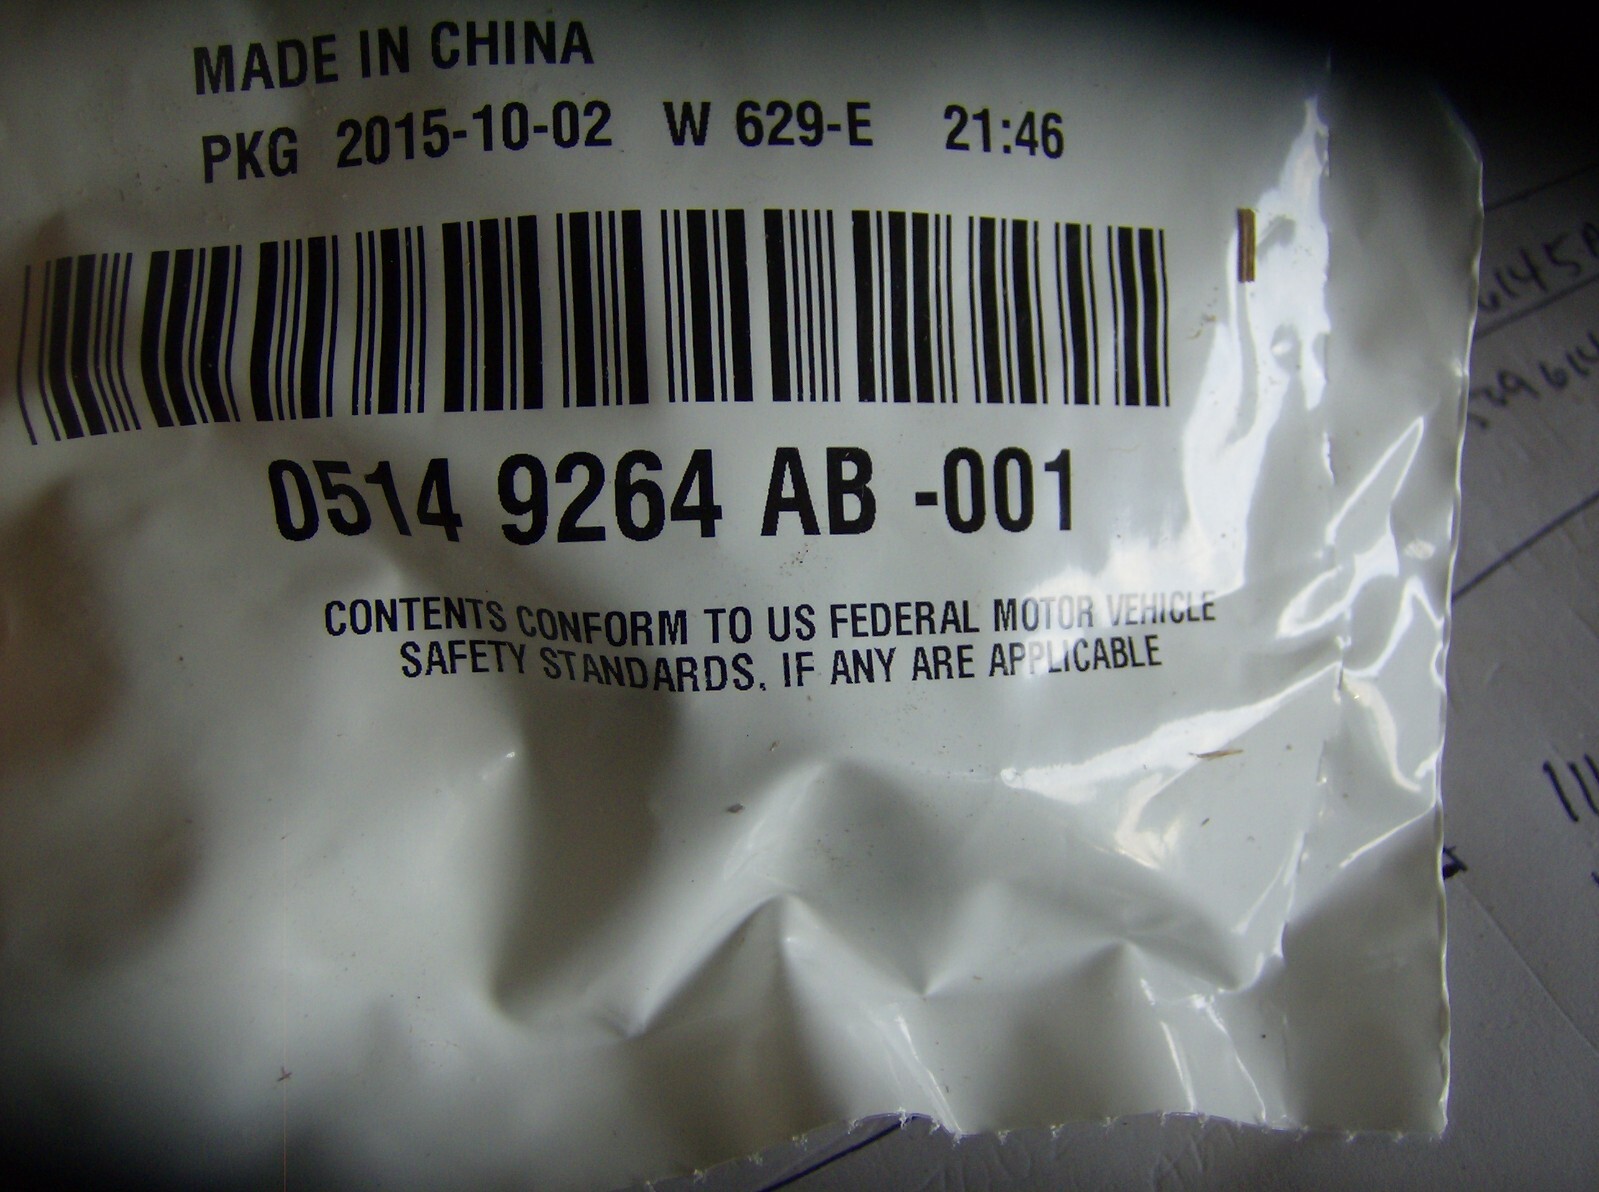 MADE IN CHINA
PKG 2015-10-02 W 629-E 21:46
0514 9264 AB -001
CONTENTS CONFORM TO US FEDERAL MOTOR VEHICLE
SAFETY STANDARDS, IF ANY ARE APPLICABLE